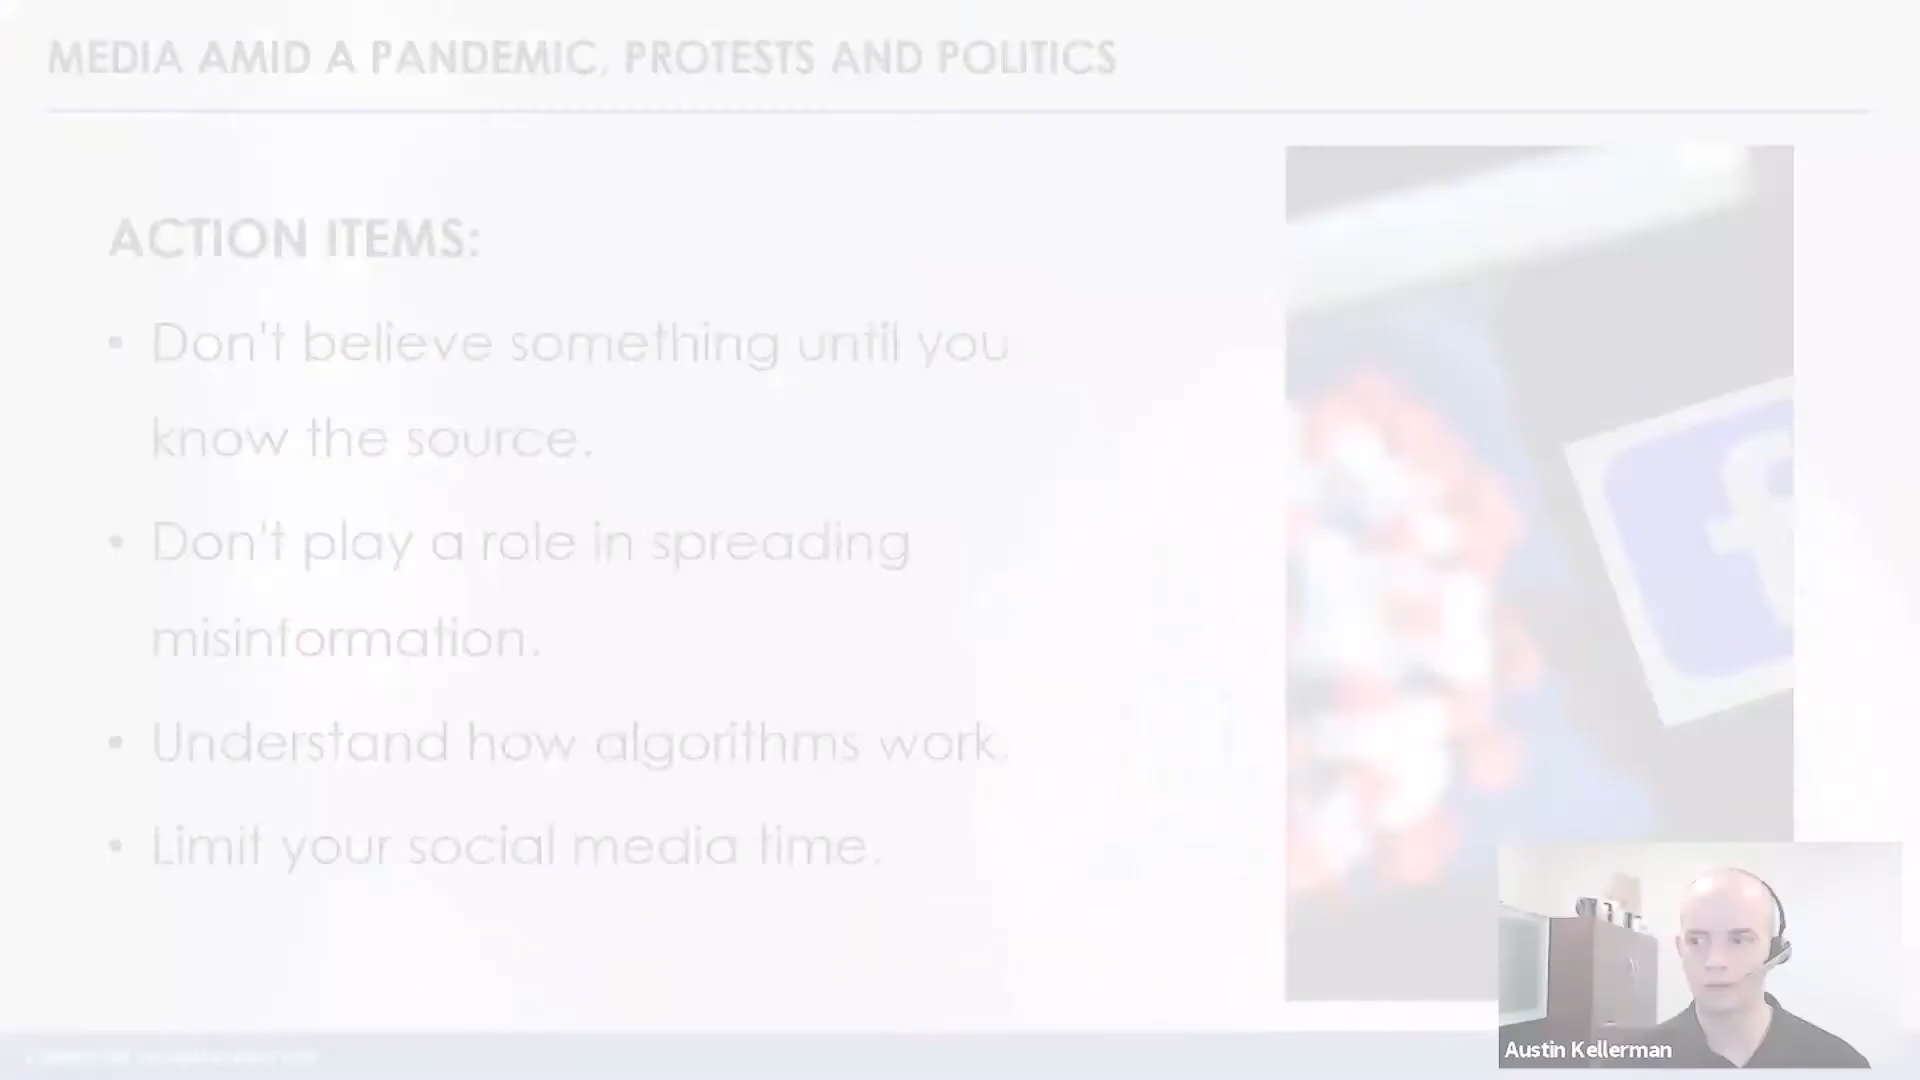 MEDIA AMID A PANDEMIC, PROTESTS AND POLITICS
ACTION ITEMS:
• Don't believe something until you
know the source.
• Don't play a role in spreading
misinformation.
• Understand how algorithms work.
• Limit your social media time.
f
Austin Kellerman